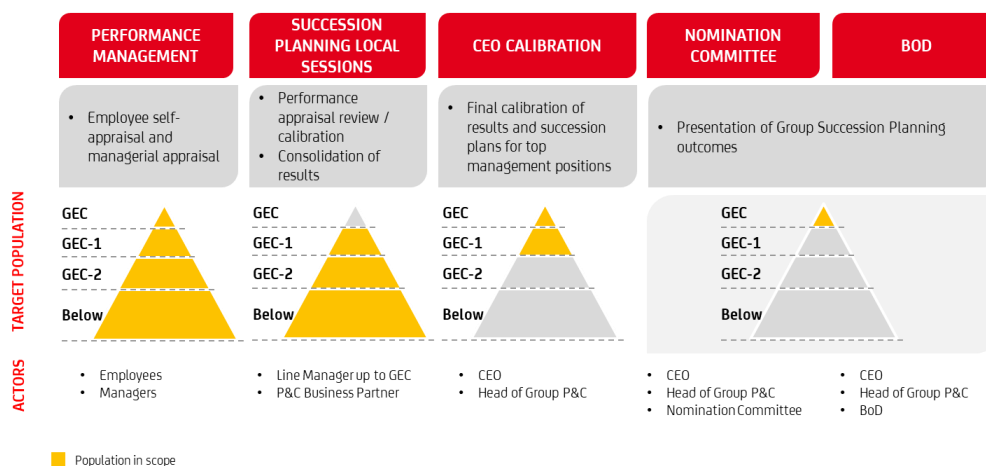 PERFORMANCE
MANAGEMENT
SUCCESSION
PLANNING LOCAL
SESSIONS
CEO CALIBRATION
NOMINATION
COMMITTEE
BOD
• Employee self-
appraisal and
managerial appraisal
• Performance
appraisal review /
calibration
• Consolidation of
results
• Final calibration of
results and succession
plans for top
management positions
• Presentation of Group Succession Planning
outcomes
TARGET POPULATION
GEC
GEC-1
GEC-2
Below
GEC
GEC-1
GEC-2
Below
GEC
GEC-1
GEC-2
Below
GEC
GEC-1
GEC-2
Below
ACTORS
• Employees
• Managers
• Line Manager up to GEC
• P&C Business Partner
• CEO
• Head of Group P&C
• CEO
• Head of Group P&C
• Nomination Committee
• CEO
• Head of Group P&C
• BoD
Population in scope